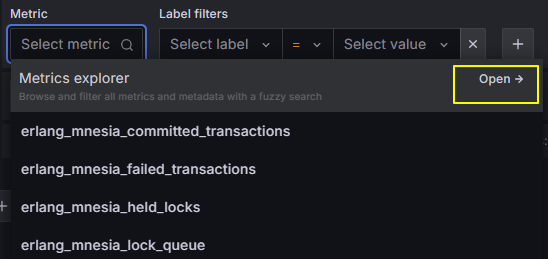 Metric
Label filters
Select metric
Select label
=
Select value
Metrics explorer
Open →
Browse and filter all metrics and metadata with a fuzzy search
erlang_mnesia_committed_transactions
erlang_mnesia_failed_transactions
erlang_mnesia_held_locks
erlang_mnesia_lock_queue